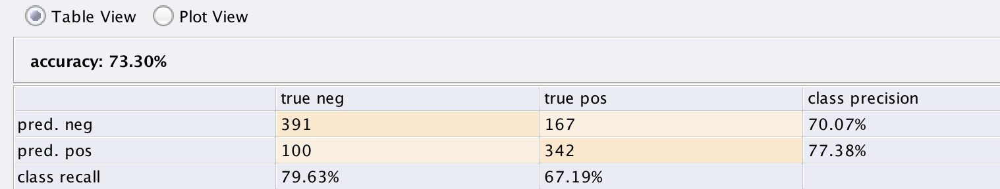 Table View Plot View
accuracy: 73.30%
true neg true pos class precision
pred. neg 391 167 70.07%
pred. pos 100 342 77.38%
class recall 79.63% 67.19%